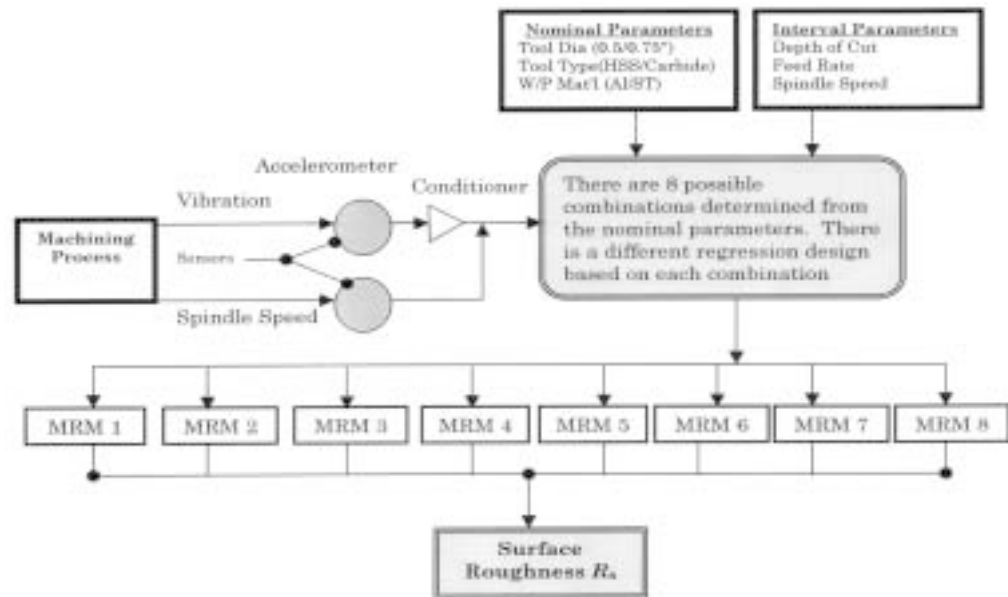 Nominal Parameters
Tool Dia (0.5/0.75")
Tool Type(HSS/Carbide)
W/P Mat'l (Al/ST)
Interval Parameters
Depth of Cut
Feed Rate
Spindle Speed
Accelerometer
Conditioner
Vibration
Machining
Process
Sensors
Spindle Speed
There are 8 possible
combinations determined from
the nominal parameters. There
is a different regression design
based on each combination
MRM 1
MRM 2
MRM 3
MRM 4
MRM 5
MRM 6
MRM 7
MRM 8
Surface
Roughness Ra